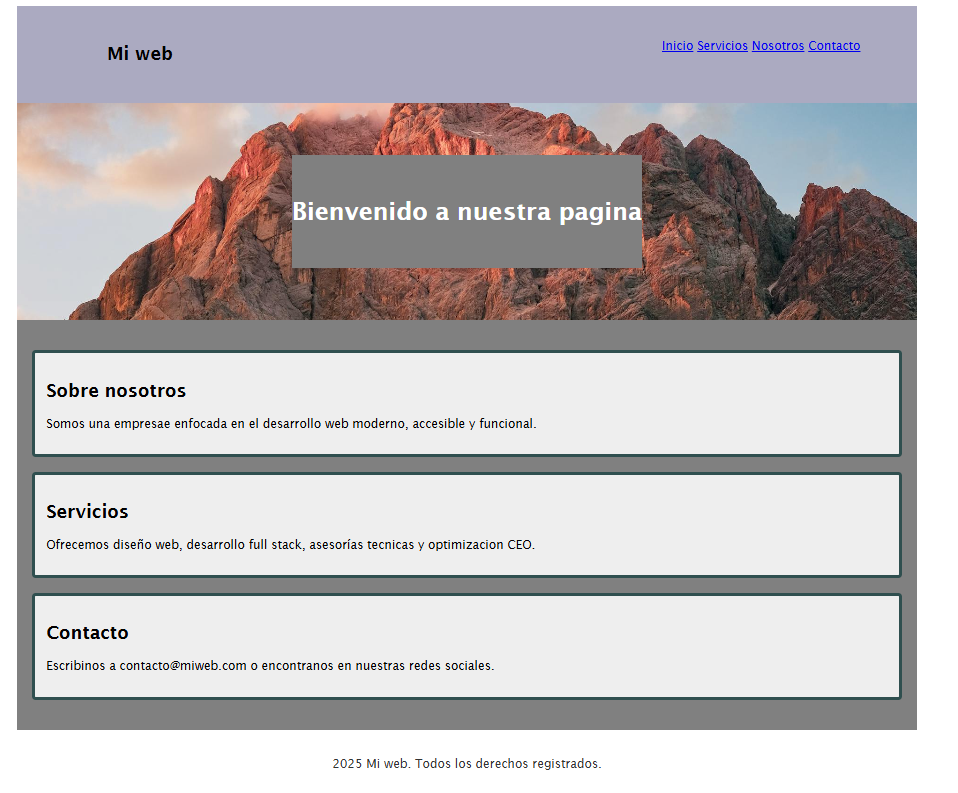 Mi web
Inicio Servicios Nosotros Contacto
Bienvenido a nuestra pagina
Sobre nosotros
Somos una empresae enfocada en el desarrollo web moderno, accesible y funcional.
Servicios
Ofrecemos diseño web, desarrollo full stack, asesorías tecnicas y optimizacion CEO.
Contacto
Escribinos a contacto@miweb.com o encontranos en nuestras redes sociales.
2025 Mi web. Todos los derechos registrados.